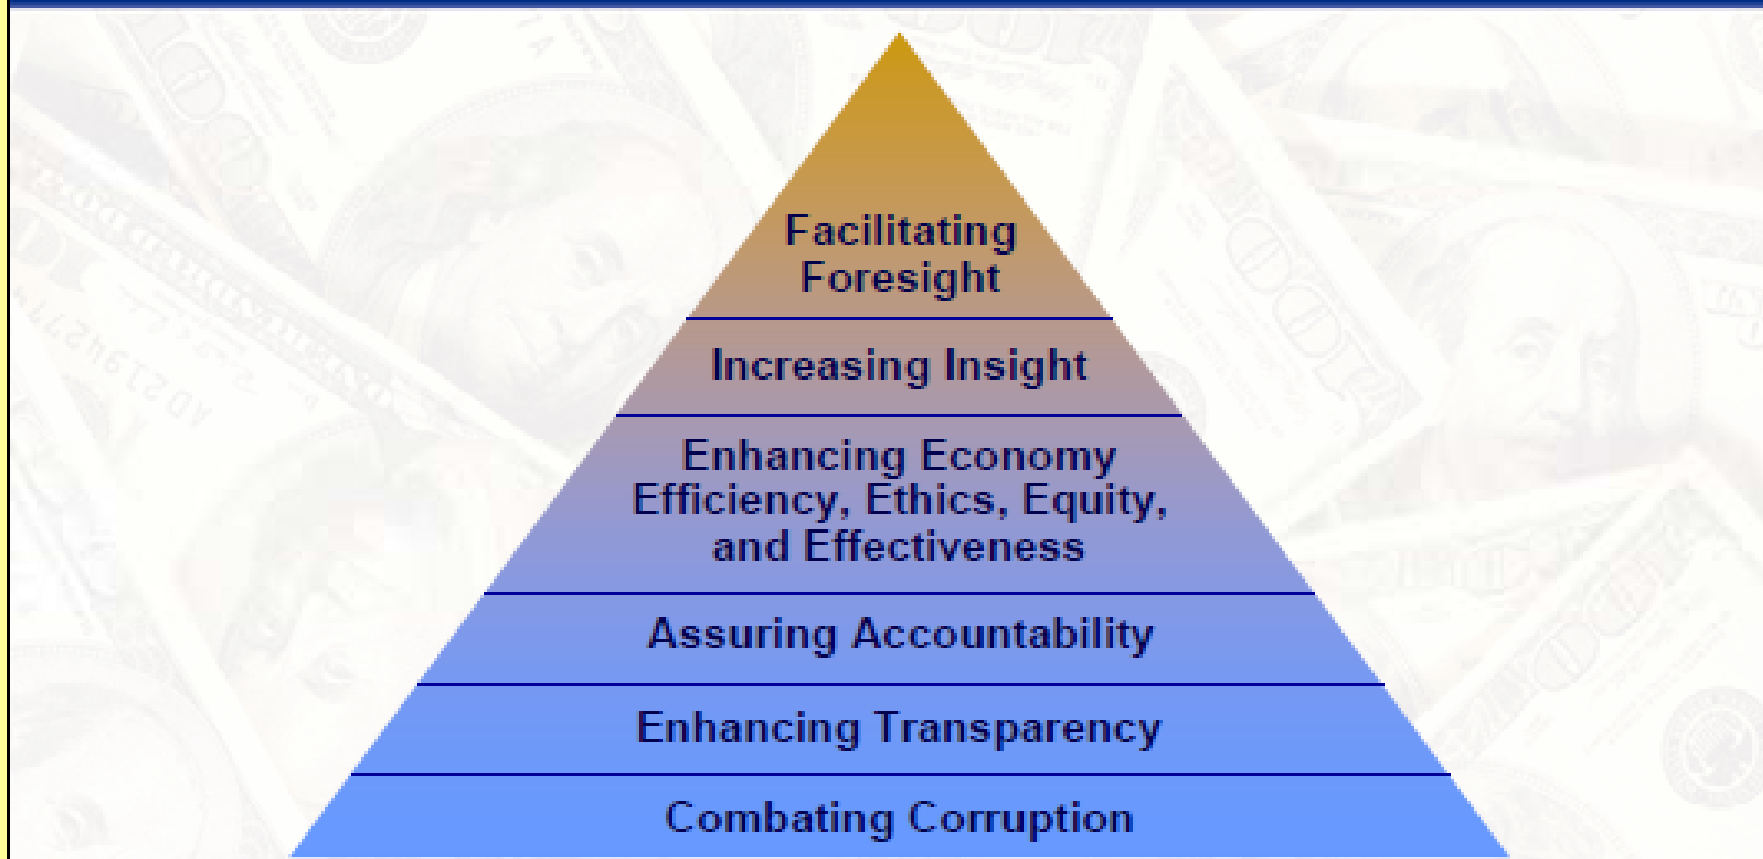 Facilitating
Foresight
Increasing Insight
Enhancing Economy
Efficiency, Ethics, Equity,
and Effectiveness
Assuring Accountability
Enhancing Transparency
Combating Corruption